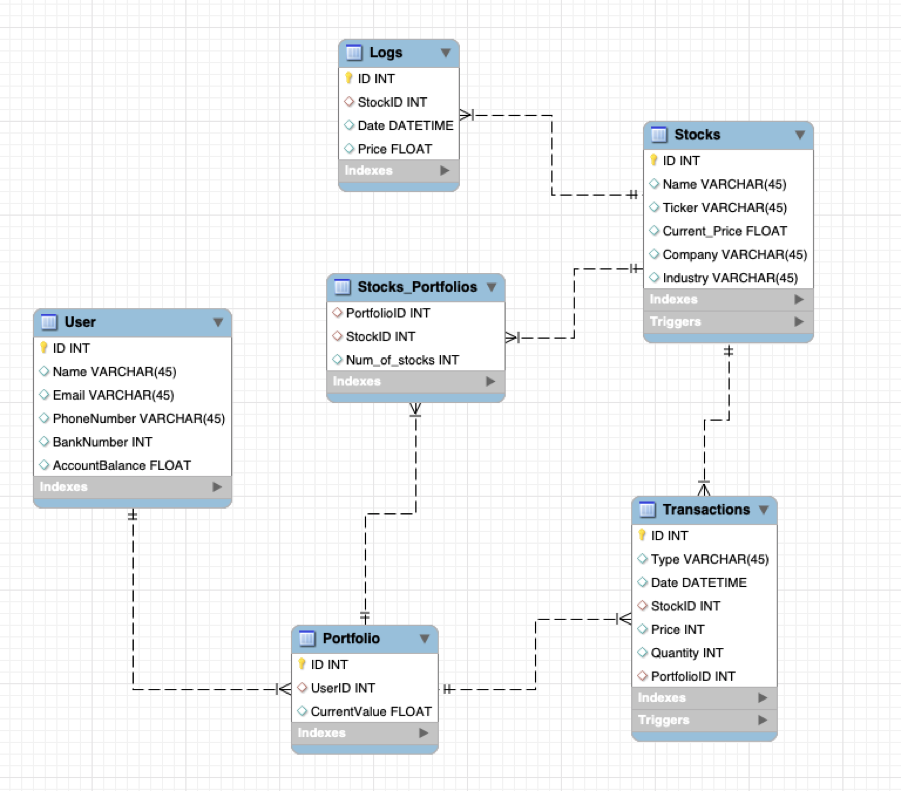 Logs
ID INT
StockID INT
Date DATETIME
Price FLOAT
Indexes
Stocks
ID INT
Name VARCHAR(45)
Ticker VARCHAR(45)
Current_Price FLOAT
Company VARCHAR(45)
Industry VARCHAR(45)
Indexes
Triggers
Stocks_Portfolios
PortfolioID INT
StockID INT
Num_of_stocks INT
Indexes
User
ID INT
Name VARCHAR(45)
Email VARCHAR(45)
PhoneNumber VARCHAR(45)
BankNumber INT
AccountBalance FLOAT
Indexes
Transactions
ID INT
Type VARCHAR(45)
Date DATETIME
StockID INT
Price INT
Quantity INT
PortfolioID INT
Indexes
Triggers
Portfolio
ID INT
UserID INT
CurrentValue FLOAT
Indexes